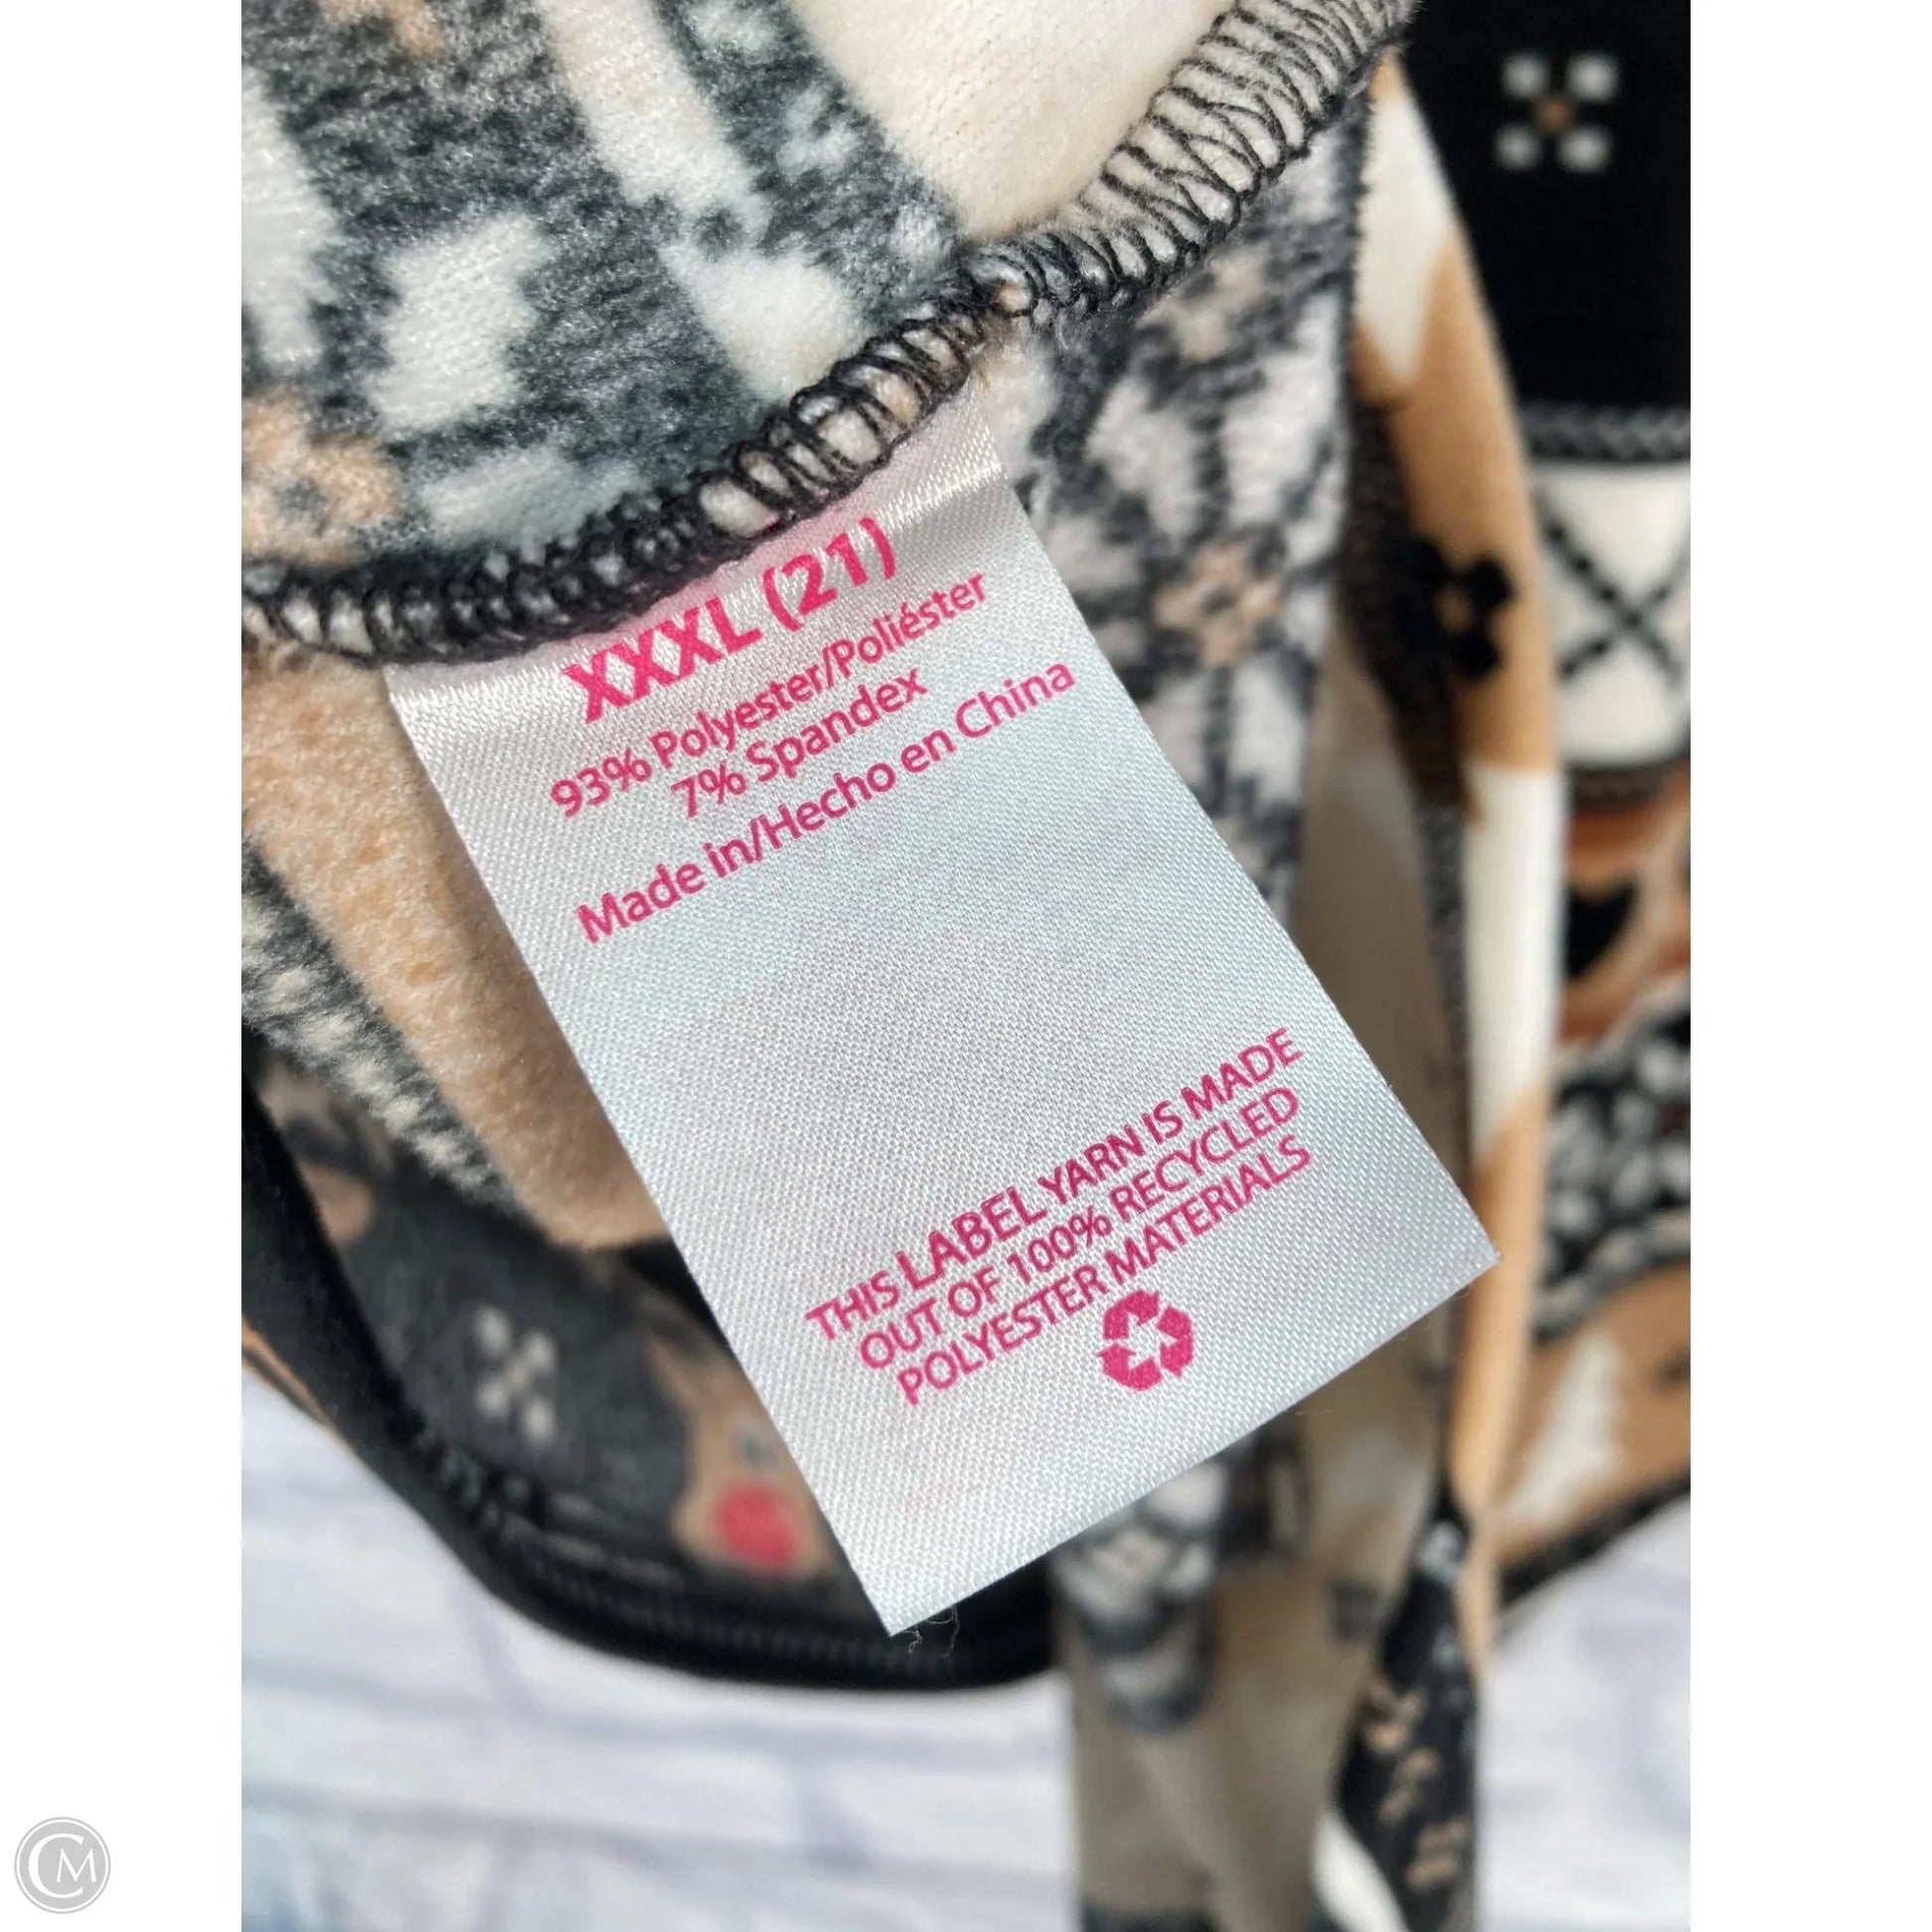 XXXL (21)
93% Polyester/Poliéster
7% Spandex
Made in/Hecho en China
THIS LABEL YARN IS MADE
OUT OF 100% RECYCLED
POLYESTER MATERIALS
CM